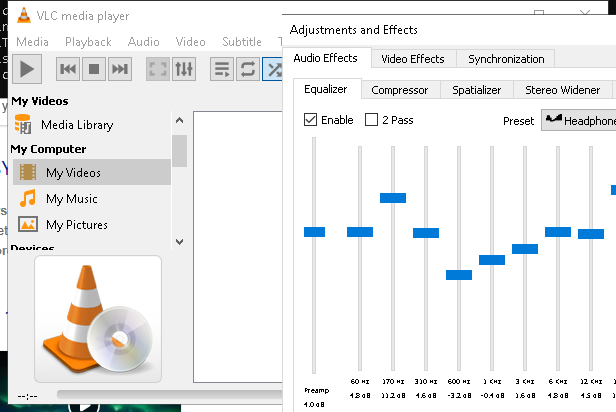 VLC media player
Media Playback Audio Video Subtitle T
My Videos
Media Library
My Computer
My Videos
My Music
My Pictures
Devices
--:--
Adjustments and Effects
Audio Effects Video Effects Synchronization
Equalizer Compressor Spatializer Stereo Widener
Enable 2 Pass Preset Headphone
60 Hz 170 Hz 310 Hz 600 Hz 1 KHz 3 KHz 6 KHz 12 K
Preamp 4.8 dB 11.2 dB 4.6 dB -3.2 dB -0.4 dB 1.6 dB 4.8 dB 4.5 d
4.0 dB